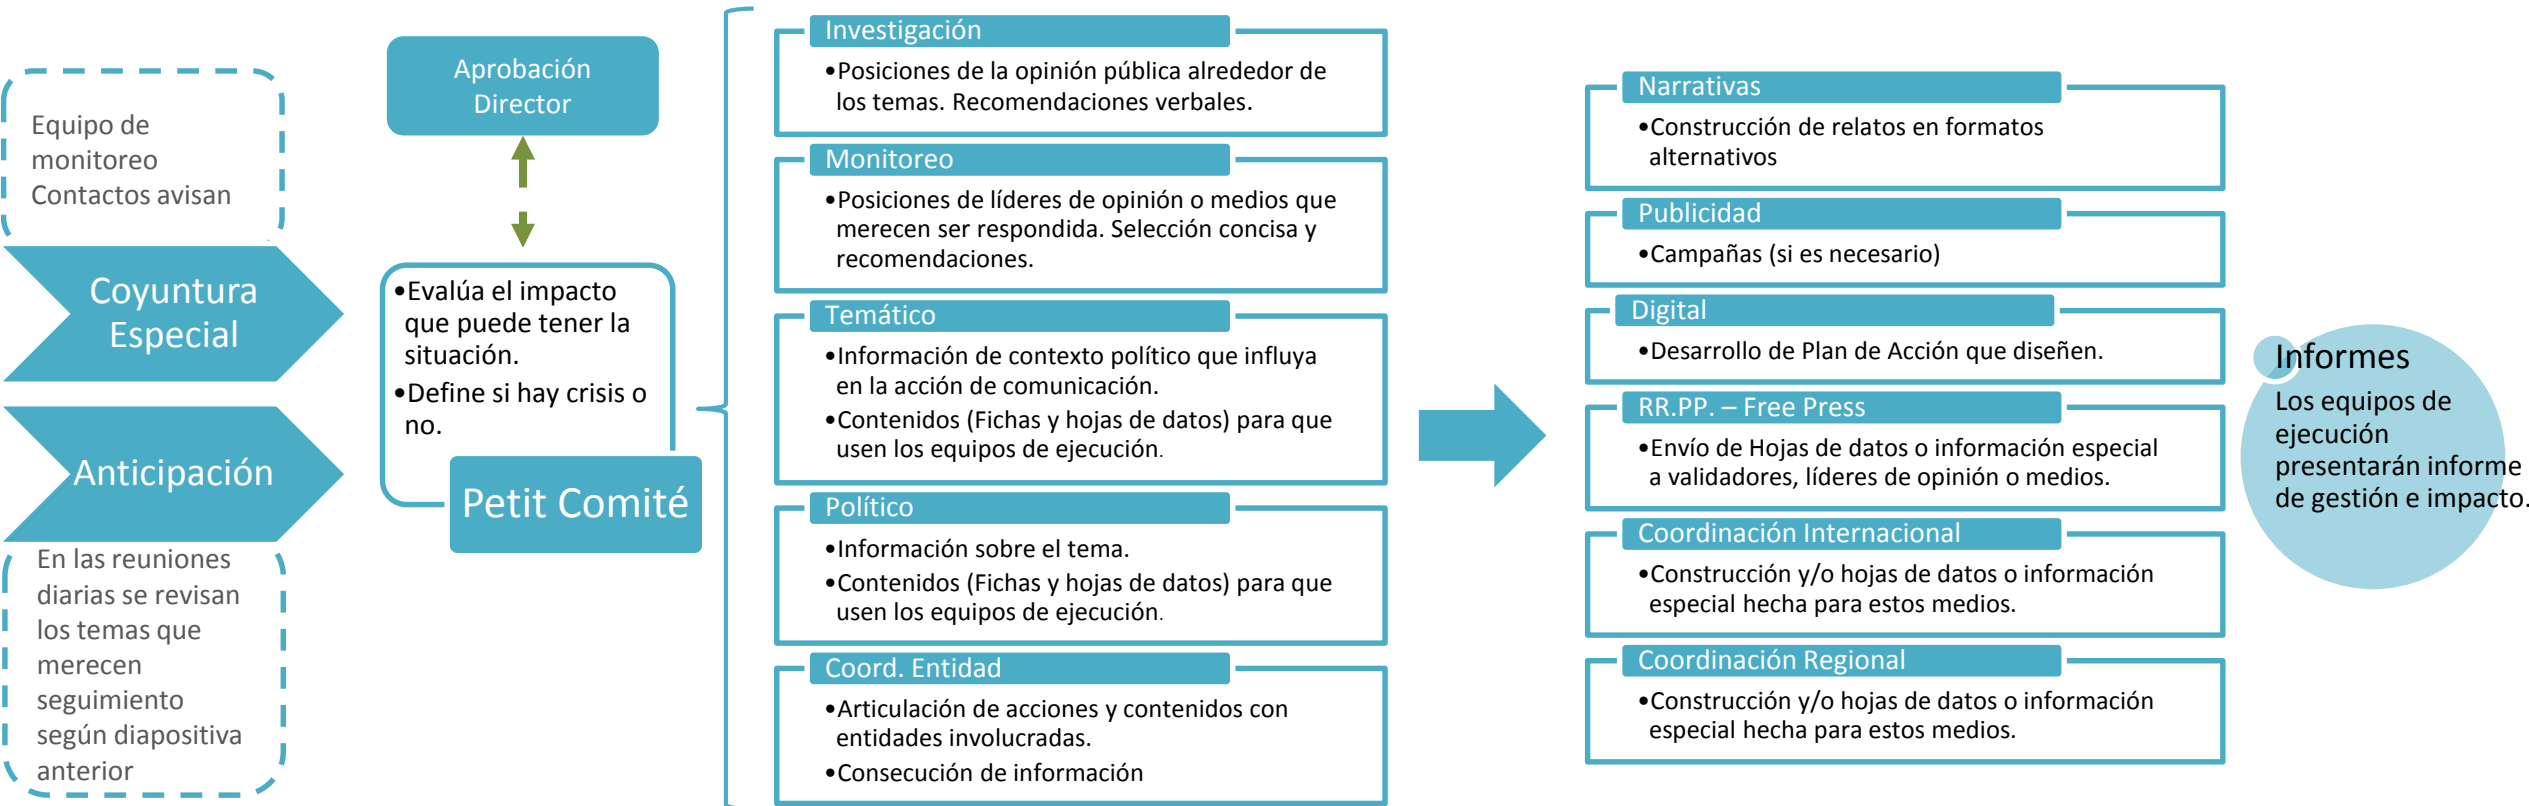 Equipo de
monitoreo
Contactos avisan
Coyuntura
Especial
Anticipación
En las reuniones
diarias se revisan
los temas que
merecen
seguimiento
según diapositiva
anterior
Aprobación
Director
•Evalúa el impacto
que puede tener la
situación.
•Define si hay crisis o
no.
Petit Comité
Investigación
•Posiciones de la opinión pública alrededor de
los temas. Recomendaciones verbales.
Monitoreo
•Posiciones de líderes de opinión o medios que
merecen ser respondida. Selección concisa y
recomendaciones.
Temático
•Información de contexto político que influya
en la acción de comunicación.
•Contenidos (Fichas y hojas de datos) para que
usen los equipos de ejecución.
Político
•Información sobre el tema.
•Contenidos (Fichas y hojas de datos) para que
usen los equipos de ejecución.
Coord. Entidad
•Articulación de acciones y contenidos con
entidades involucradas.
•Consecución de información
Narrativas
•Construcción de relatos en formatos
alternativos
Publicidad
•Campañas (si es necesario)
Digital
•Desarrollo de Plan de Acción que diseñen.
RR.PP. – Free Press
•Envío de Hojas de datos o información especial
a validadores, líderes de opinión o medios.
Coordinación Internacional
•Construcción y/o hojas de datos o información
especial hecha para estos medios.
Coordinación Regional
•Construcción y/o hojas de datos o información
especial hecha para estos medios.
Informes
Los equipos de
ejecución
presentarán informe
de gestión e impacto.